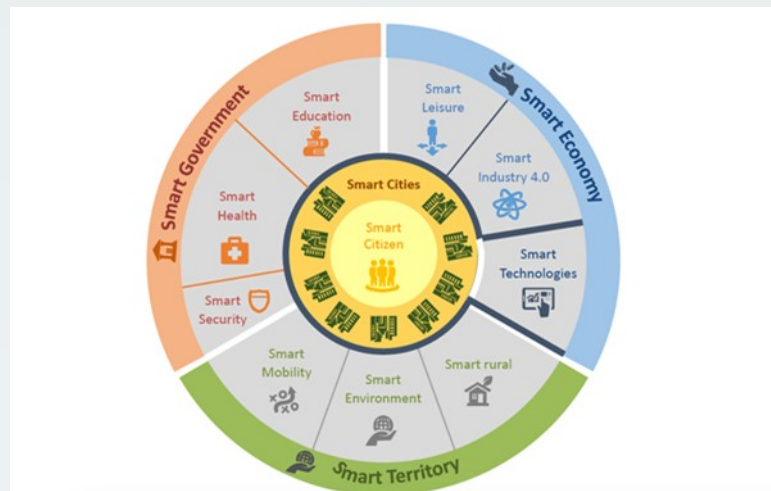 Smart Government
Smart
Education
Smart
Health
Smart
Security
Smart Economy
Smart
Leisure
Smart
Industry 4.0
Smart
Technologies
Smart Cities
Smart
Citizen
Smart
Mobility
Smart
Environment
Smart rural
Smart Territory